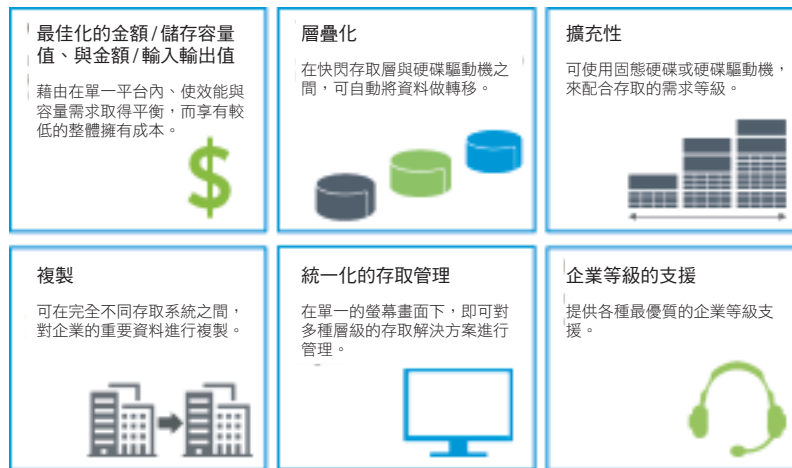 最佳化的金額/儲存容量
值、與金額/輸入輸出值
藉由在單一平台內、使效能與
容量需求取得平衡，而享有較
低的整體擁有成本。
$
層疊化
在快閃存取層與硬碟驅動機之
間，可自動將資料做轉移。
擴充性
可使用固態硬碟或硬碟驅動機，
來配合存取的需求等級。
複製
可在完全不同存取系統之間，
對企業的重要資料進行複製。
統一化的存取管理
在單一的螢幕畫面下，即可對
多種層級的存取解決方案進行
管理。
企業等級的支援
提供各種最優質的企業等級支
援。